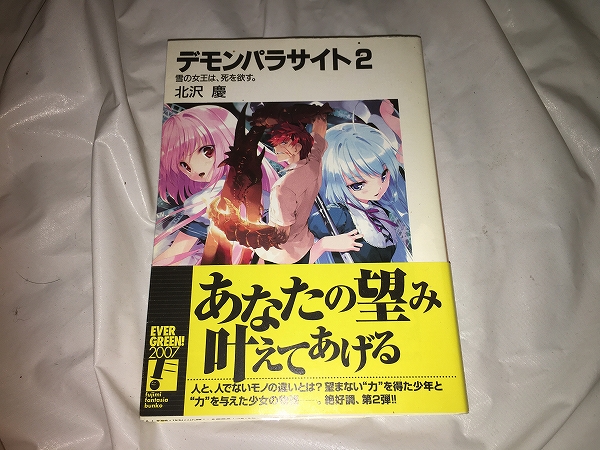 デモンパラサイト2
雪の女王は、死を欲す。
北沢 慶
あなたの望み
叶えてあげる
EVER
GREEN!
2007
fujimi
fantasia
bunko
人と、人でないモノの違いとは？望まない“力”を得た少年と
“力”を与えた少女の
――。絶好調、第2弾!!